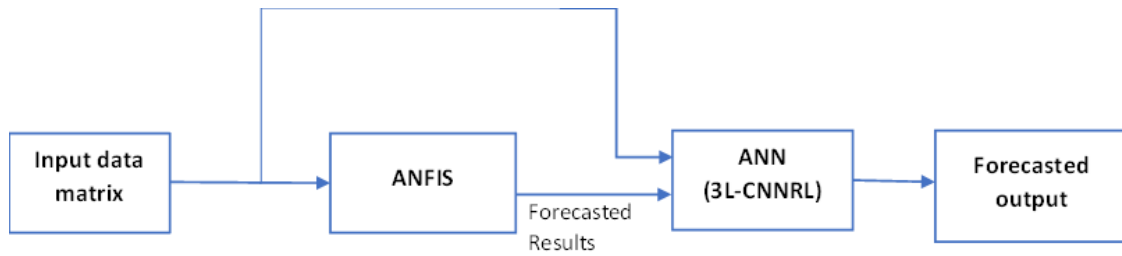 Input data
matrix
ANFIS
Forecasted
Results
ANN
(3L-CNNRL)
Forecasted
output